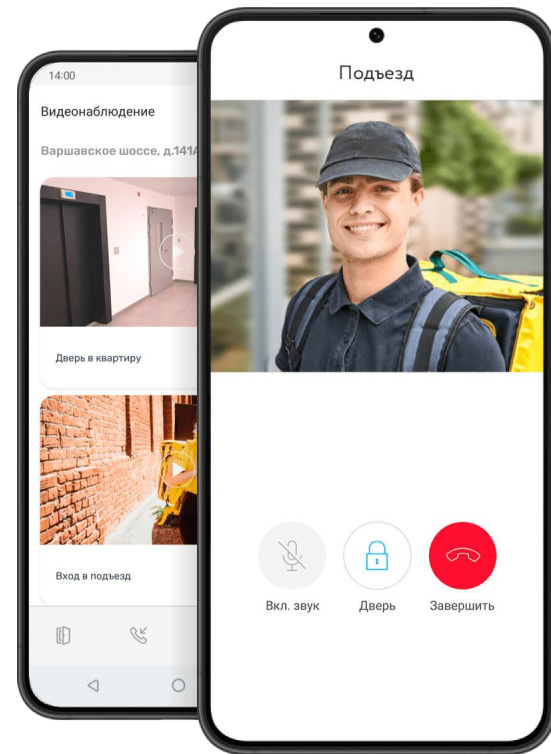 14:00
Видеонаблюдение
Варшавское шоссе, д.141А
Дверь в квартиру
Вход в подъезд
Подъезд
Вкл. звук
Дверь
Завершить